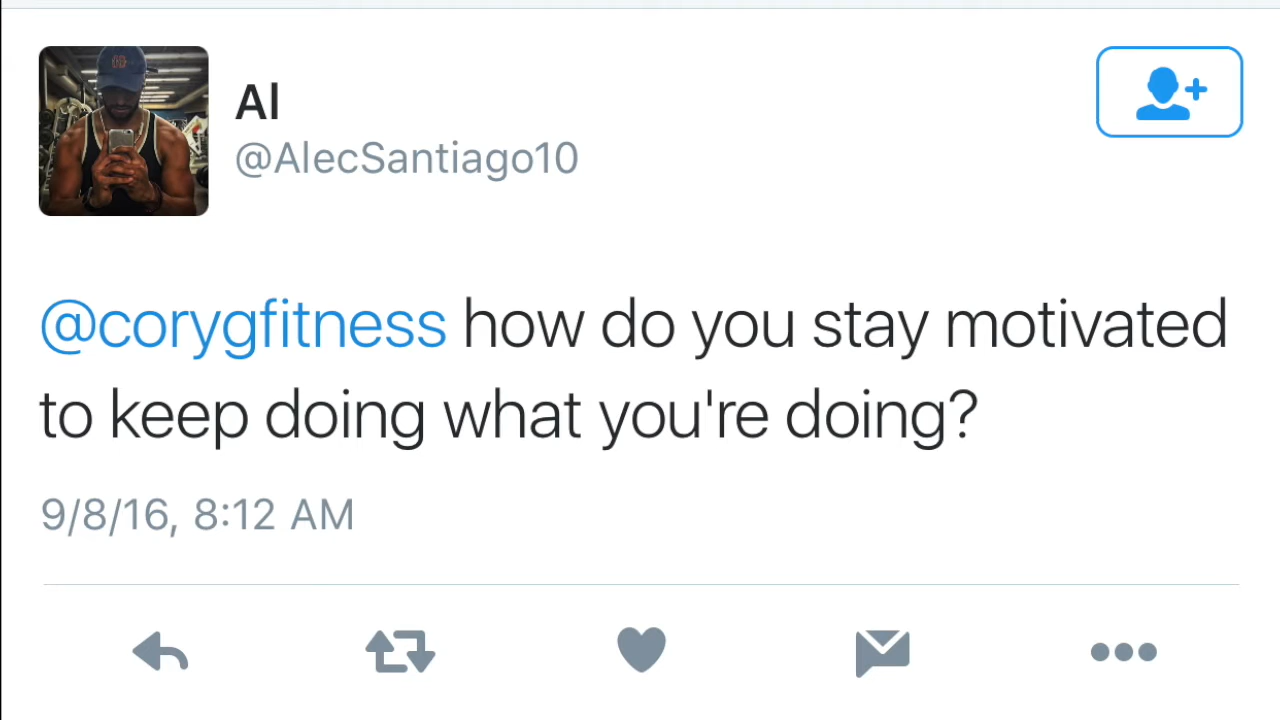 Al
@AlecSantiago10
@corygfitness how do you stay motivated
to keep doing what you're doing?
9/8/16, 8:12 AM